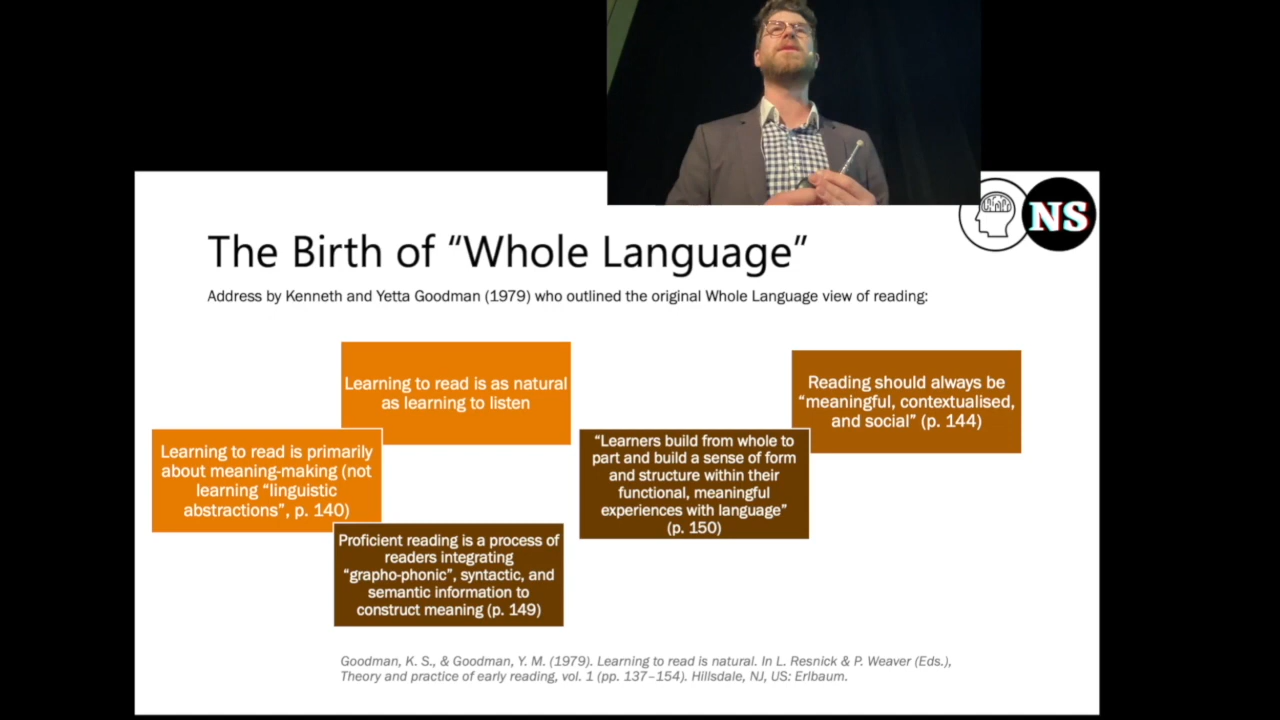 NS
The Birth of “Whole Language”
Address by Kenneth and Yetta Goodman (1979) who outlined the original Whole Language view of reading:
Learning to read is as natural
as learning to listen
Learning to read is primarily
about meaning-making (not
learning “linguistic
abstractions”, p. 140)
Proficient reading is a process of
readers integrating
“grapho-phonic”, syntactic, and
semantic information to
construct meaning (p. 149)
“Learners build from whole to
part and build a sense of form
and structure within their
functional, meaningful
experiences with language”
(p. 150)
Reading should always be
“meaningful, contextualised,
and social” (p. 144)
Goodman, K. S., & Goodman, Y. M. (1979). Learning to read is natural. In L. Resnick & P. Weaver (Eds.),
Theory and practice of early reading, vol. 1 (pp. 137–154). Hillsdale, NJ, US: Erlbaum.